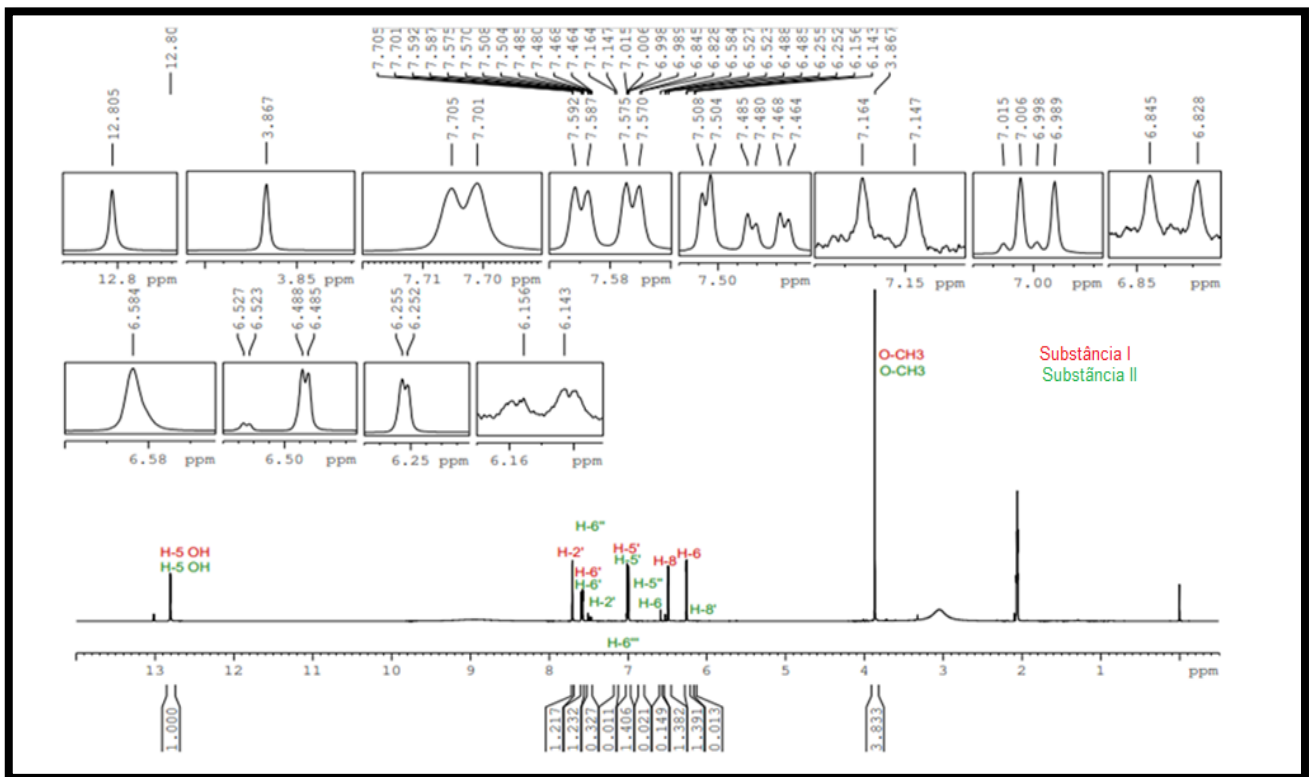 12.80 7.705 7.701 7.592 7.587 7.575 7.570 7.508 7.504 7.485 7.480 7.468 7.464 7.164 7.147 7.015 7.006 6.998 6.989 6.845 6.828 6.584 6.527 6.523 6.488 6.485 6.255 6.252 6.156 6.143 3.867
12.805 3.867 7.705 7.701 7.592 7.587 7.575 7.570 7.508 7.504 7.485 7.480 7.468 7.464 7.164 7.147 7.015 7.006 6.998 6.989 6.845 6.828
12.8 ppm 3.85 ppm 7.71 7.70 ppm 7.58 ppm 7.50 ppm 7.15 ppm 7.00 ppm 6.85 ppm
6.584 6.527 6.523 6.488 6.485 6.255 6.252 6.156 6.143
6.58 ppm 6.50 ppm 6.25 ppm 6.16 ppm
O-CH3 Substância I
O-CH3 Substãncia II
H-6"
H-5 OH H-2' H-5' H-8 H-6
H-5 OH H-6' H-5'
H-6' H-5"
H-2' H-6 H-8'
H-6'''
13 12 11 10 9 8 7 6 5 4 3 2 1 ppm
1.000 1.217 1.232 0.327 0.011 1.406 0.021 0.149 1.382 1.391 0.013 3.833